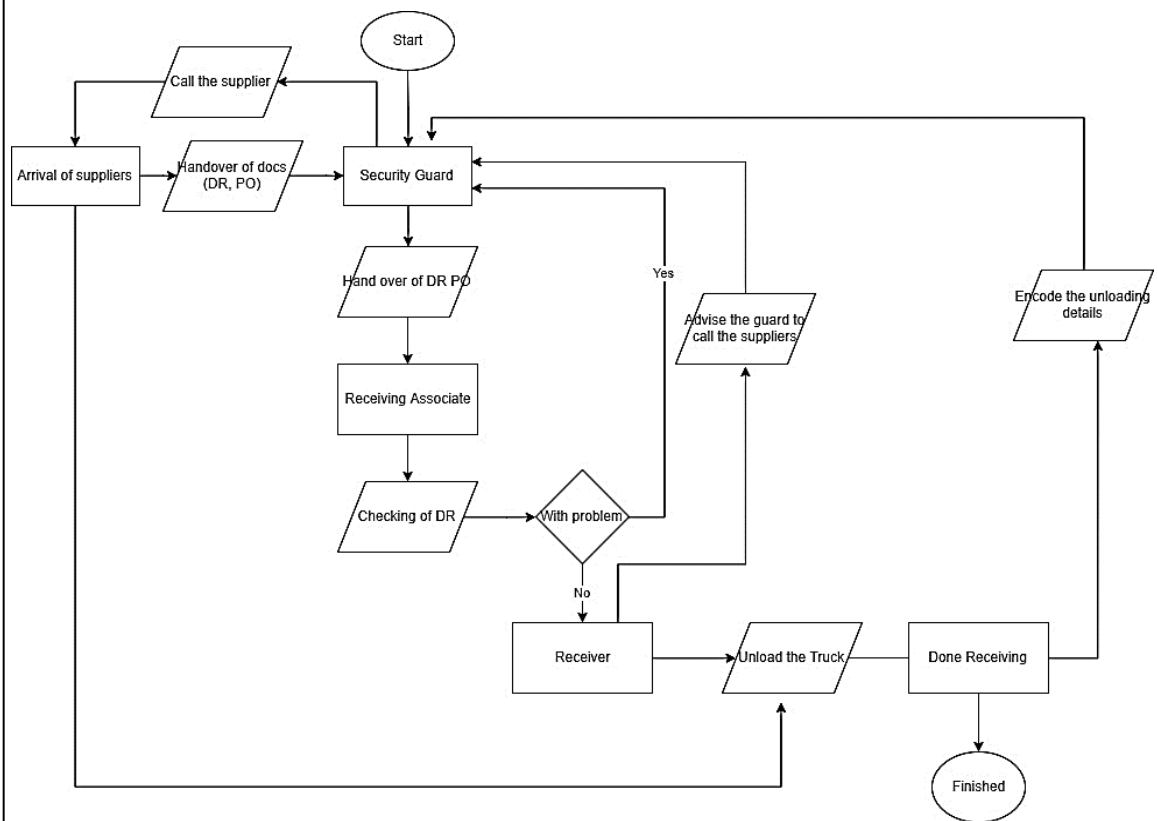 Start
Call the supplier
Arrival of suppliers
Handover of docs
(DR, PO)
Security Guard
Hand over of DR PO
Yes
Advise the guard to
call the suppliers
Encode the unloading
details
Receiving Associate
Checking of DR
With problem
No
Receiver
Unload the Truck
Done Receiving
Finished